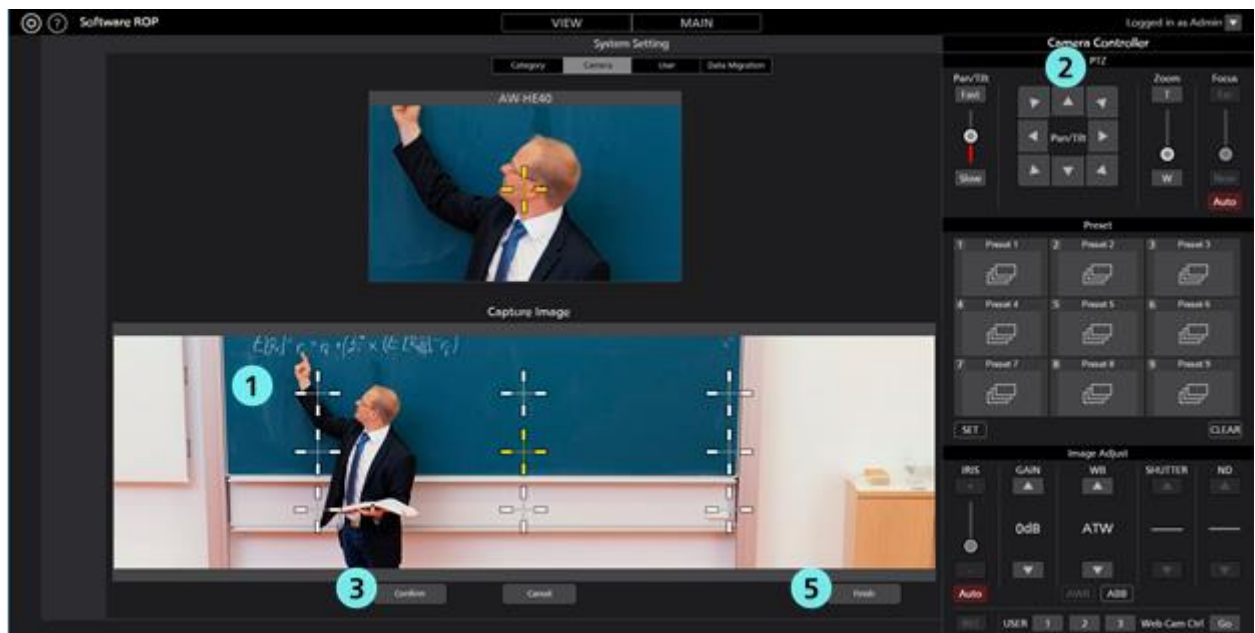 Software ROP
VIEW
MAIN
Logged in as Admin
System Setting
Category
Camera
User
Data Migration
AW-HE40
Capture Image
1
3
Confirm
Cancel
5
Finish
Camera Controller
2
PTZ
Pan/Tilt
Zoom
Focus
Fast
T
Far
Pan/Tilt
Slow
W
Near
Auto
Preset
1 Preset 1
2 Preset 2
3 Preset 3
4 Preset 4
5 Preset 5
6 Preset 6
7 Preset 7
8 Preset 8
9 Preset 9
SET
CLEAR
Image Adjust
IRIS
GAIN
WB
SHUTTER
ND
0dB
ATW
Auto
AWB
ABB
USER
1
2
3
Web Cam Ctrl
Go